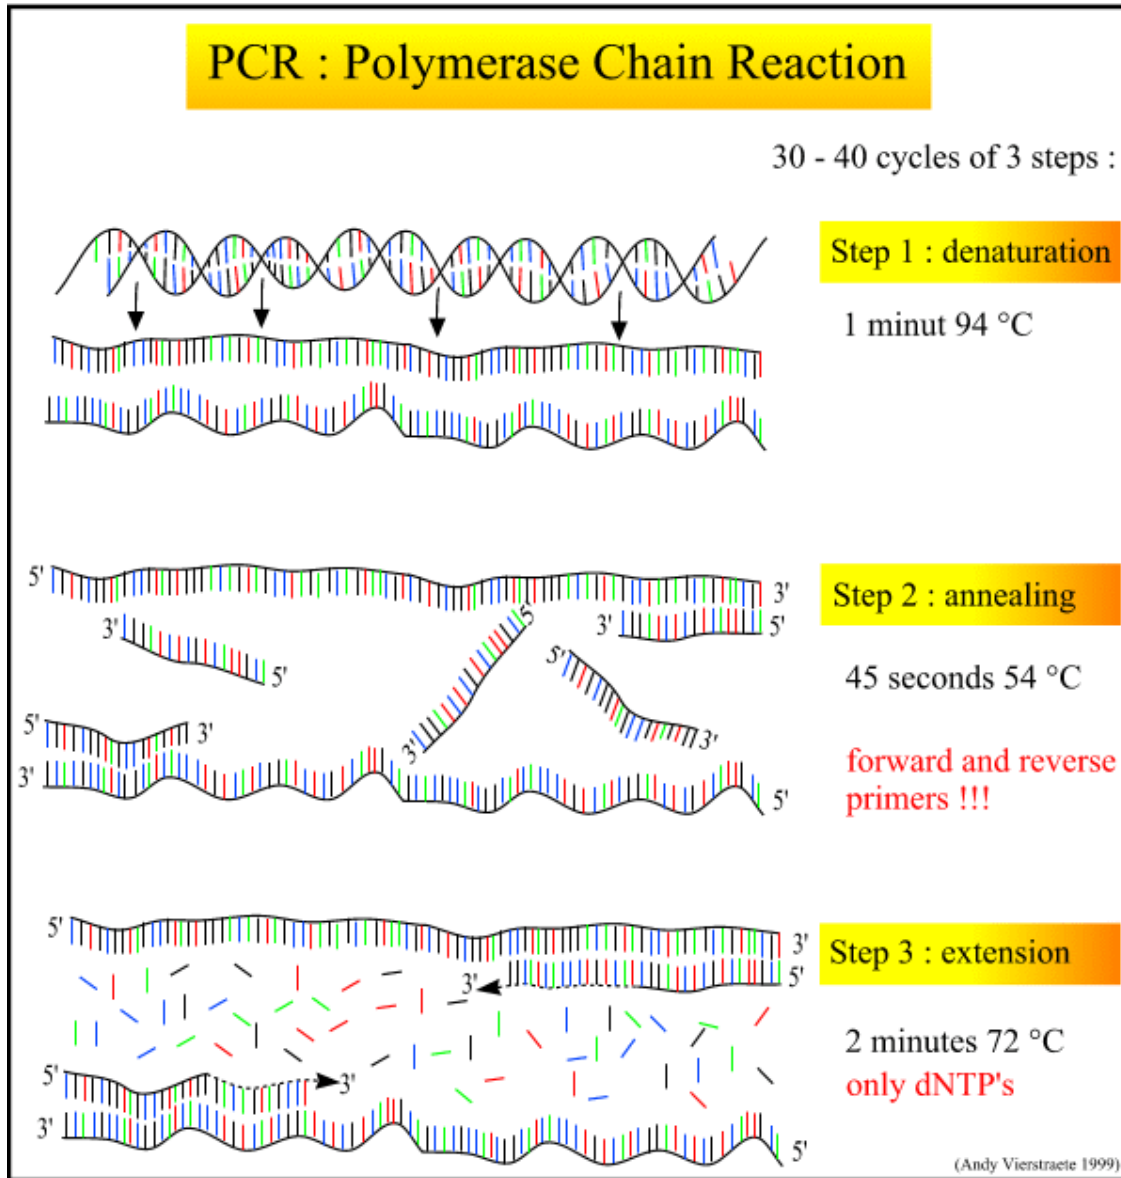 PCR : Polymerase Chain Reaction
30 - 40 cycles of 3 steps :
Step 1 : denaturation
1 minut 94 °C
5'
3'
Step 2 : annealing
3'
5'
3'
5'
5'
3'
5'
45 seconds 54 °C
5'
3'
3'
3'
3'
5'
forward and reverse
primers !!!
5'
3'
Step 3 : extension
3'
5'
2 minutes 72 °C
5'
3'
only dNTP's
3'
5'
(Andy Vierstraete 1999)